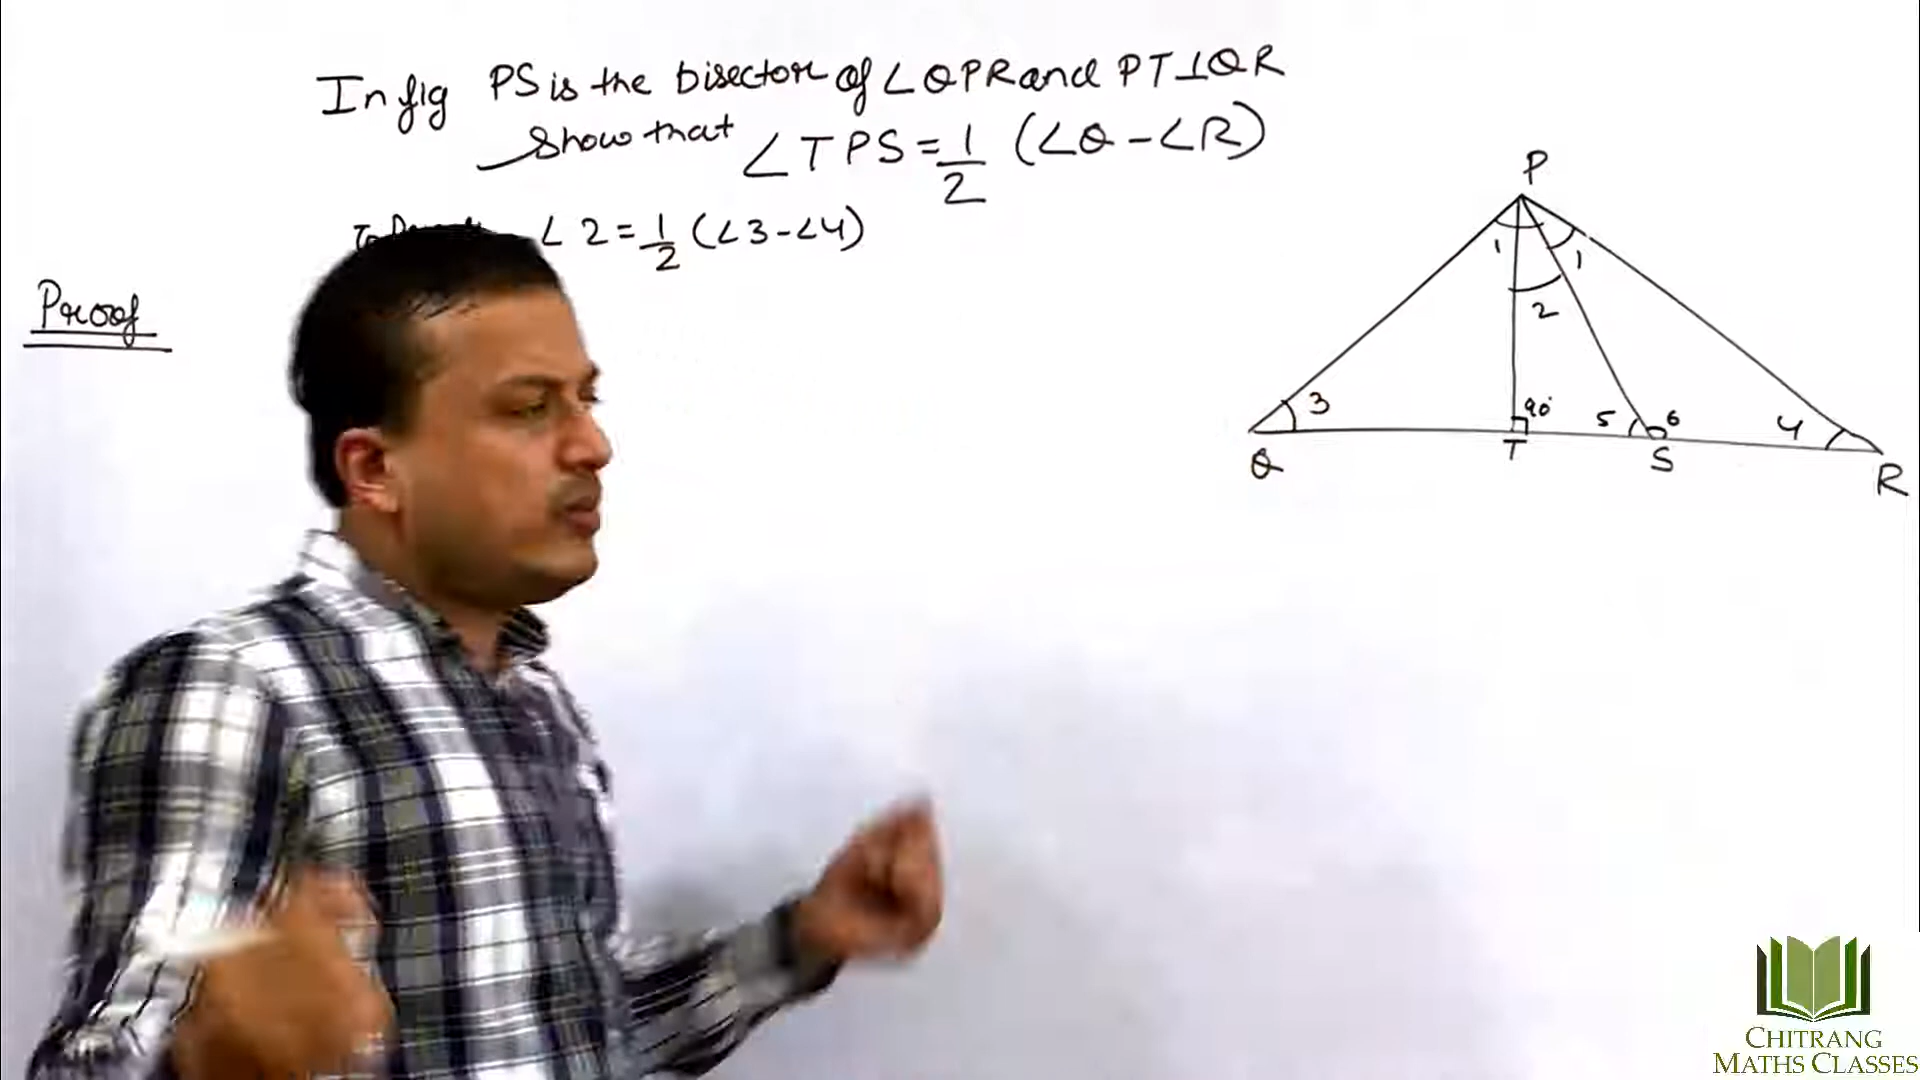 In fig PS is the bisector of ∠QPR and PT⊥QR
Show that ∠TPS = 1/2 (∠Q - ∠R)
∠2 = 1/2 (∠3 - ∠4)
Proof
P
1
1
2
3
90°
5
6
4
Q
T
S
R
CHITRANG
MATHS CLASSES